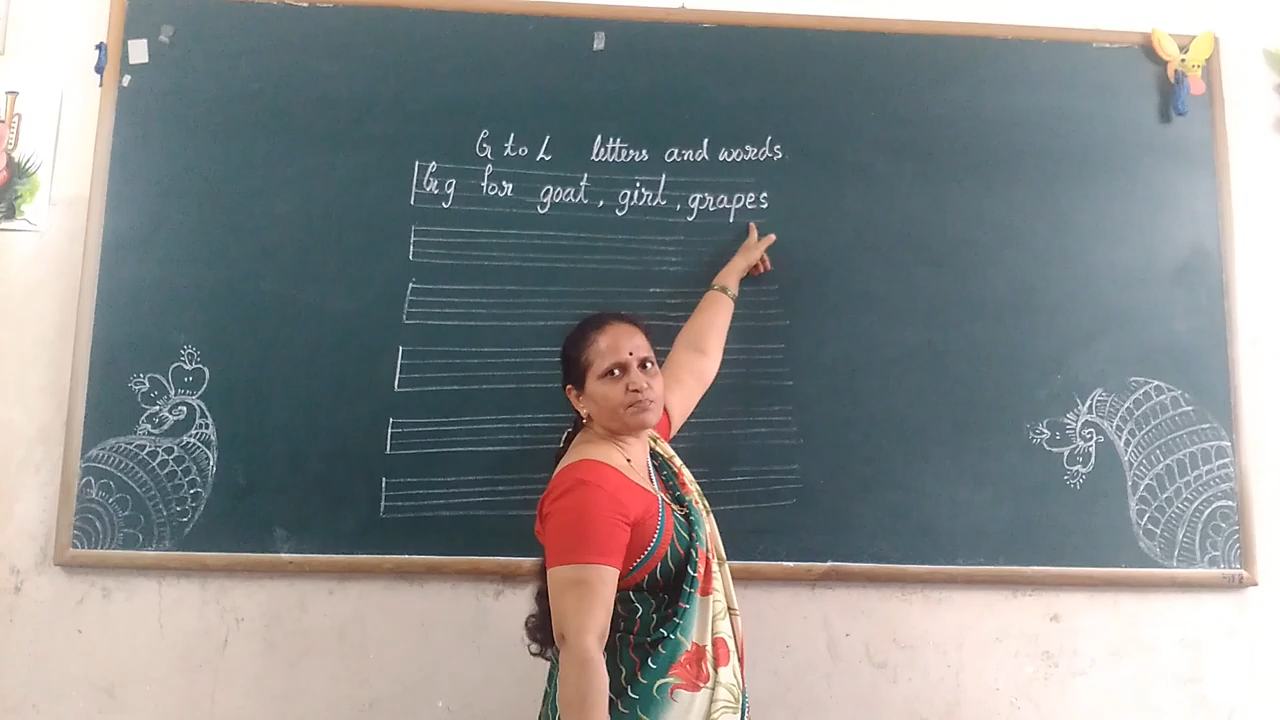 G to L letters and words.
Gg for goat, girl, grapes